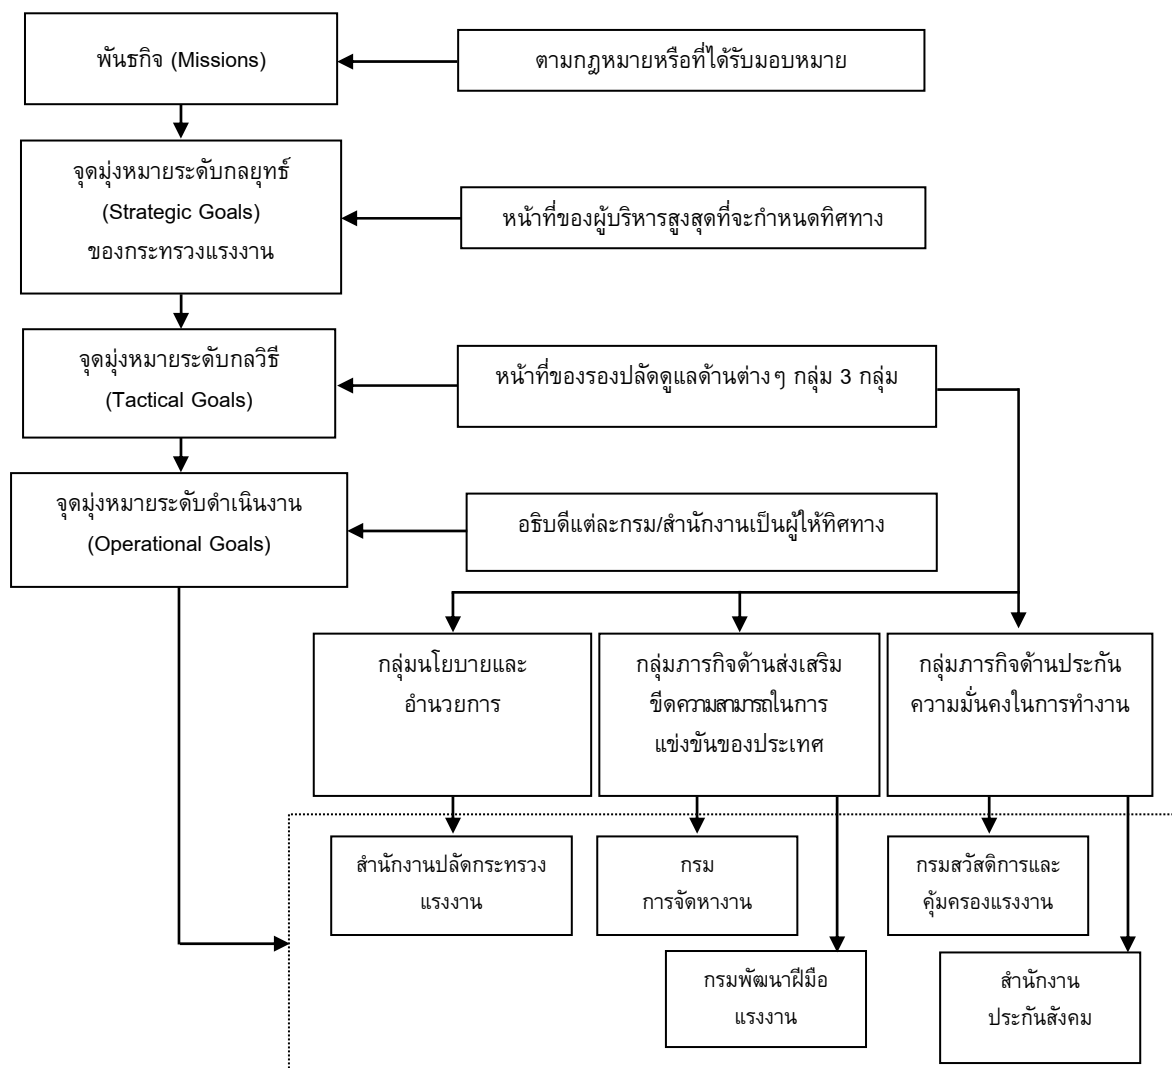 พันธกิจ (Missions)
ตามกฎหมายหรือที่ได้รับมอบหมาย
จุดมุ่งหมายระดับกลยุทธ์
(Strategic Goals)
ของกระทรวงแรงงาน
หน้าที่ของผู้บริหารสูงสุดที่จะกำหนดทิศทาง
จุดมุ่งหมายระดับกลวิธี
(Tactical Goals)
หน้าที่ของรองปลัดดูแลด้านต่างๆ กลุ่ม 3 กลุ่ม
จุดมุ่งหมายระดับดำเนินงาน
(Operational Goals)
อธิบดีแต่ละกรม/สำนักงานเป็นผู้ให้ทิศทาง
กลุ่มนโยบายและ
อำนวยการ
กลุ่มภารกิจด้านส่งเสริม
ขีดความสามารถในการ
แข่งขันของประเทศ
กลุ่มภารกิจด้านประกัน
ความมั่นคงในการทำงาน
สำนักงานปลัดกระทรวง
แรงงาน
กรม
การจัดหางาน
กรมสวัสดิการและ
คุ้มครองแรงงาน
กรมพัฒนาฝีมือ
แรงงาน
สำนักงาน
ประกันสังคม